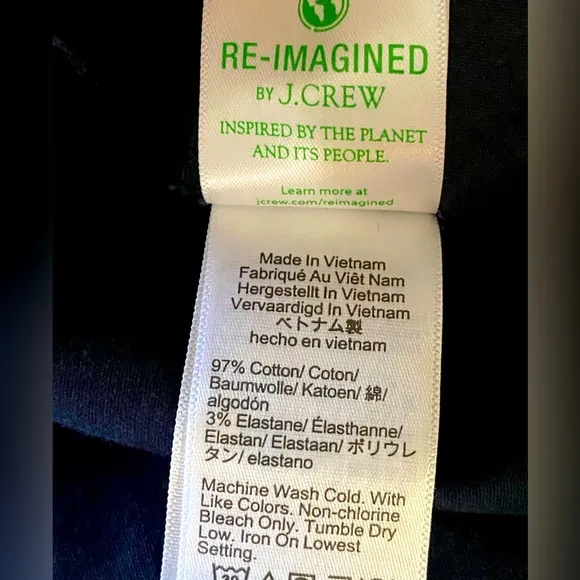 RE-IMAGINED
BY J.CREW
INSPIRED BY THE PLANET
AND ITS PEOPLE.
Learn more at
jcrew.com/reimagined
Made In Vietnam
Fabriqué Au Viêt Nam
Hergestellt In Vietnam
Vervaardigd In Vietnam
ベトナム製
hecho en vietnam
97% Cotton/ Coton/
Baumwolle/ Katoen/ 綿/
algodón
3% Elastane/ Élasthanne/
Elastan/ Elastaan/ ポリウレ
タン/ elastano
Machine Wash Cold. With
Like Colors. Non-chlorine
Bleach Only. Tumble Dry
Low. Iron On Lowest
Setting.